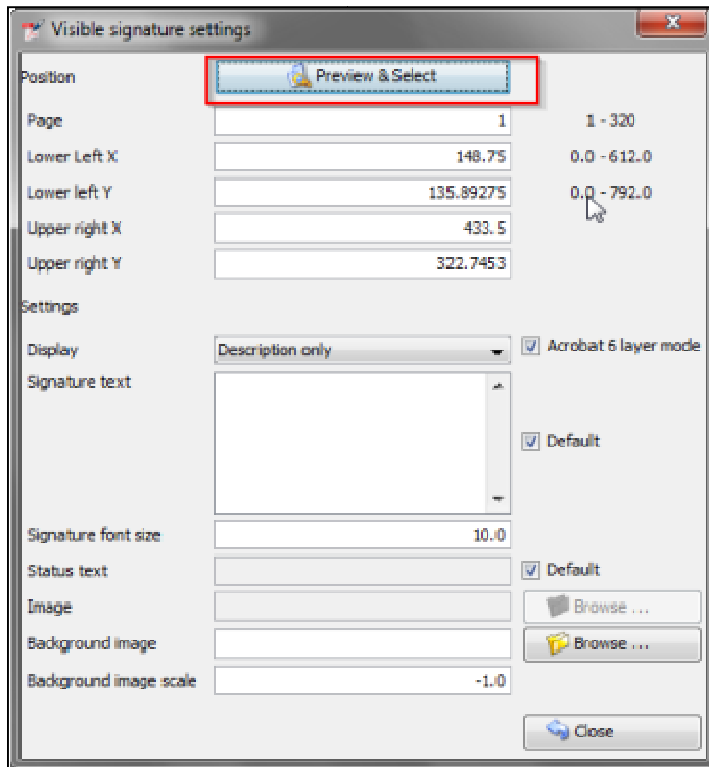 Visible signature settings
Position Preview & Select
Page 1 1 - 320
Lower Left X 148.75 0.0 - 612.0
Lower left Y 135.89275 0.0 - 792.0
Upper right X 433.5
Upper right Y 322.7453
Settings
Display Description only Acrobat 6 layer mode
Signature text
Default
Signature font size 10.0
Status text Default
Image Browse ...
Background image Browse ...
Background image scale -1.0
Close